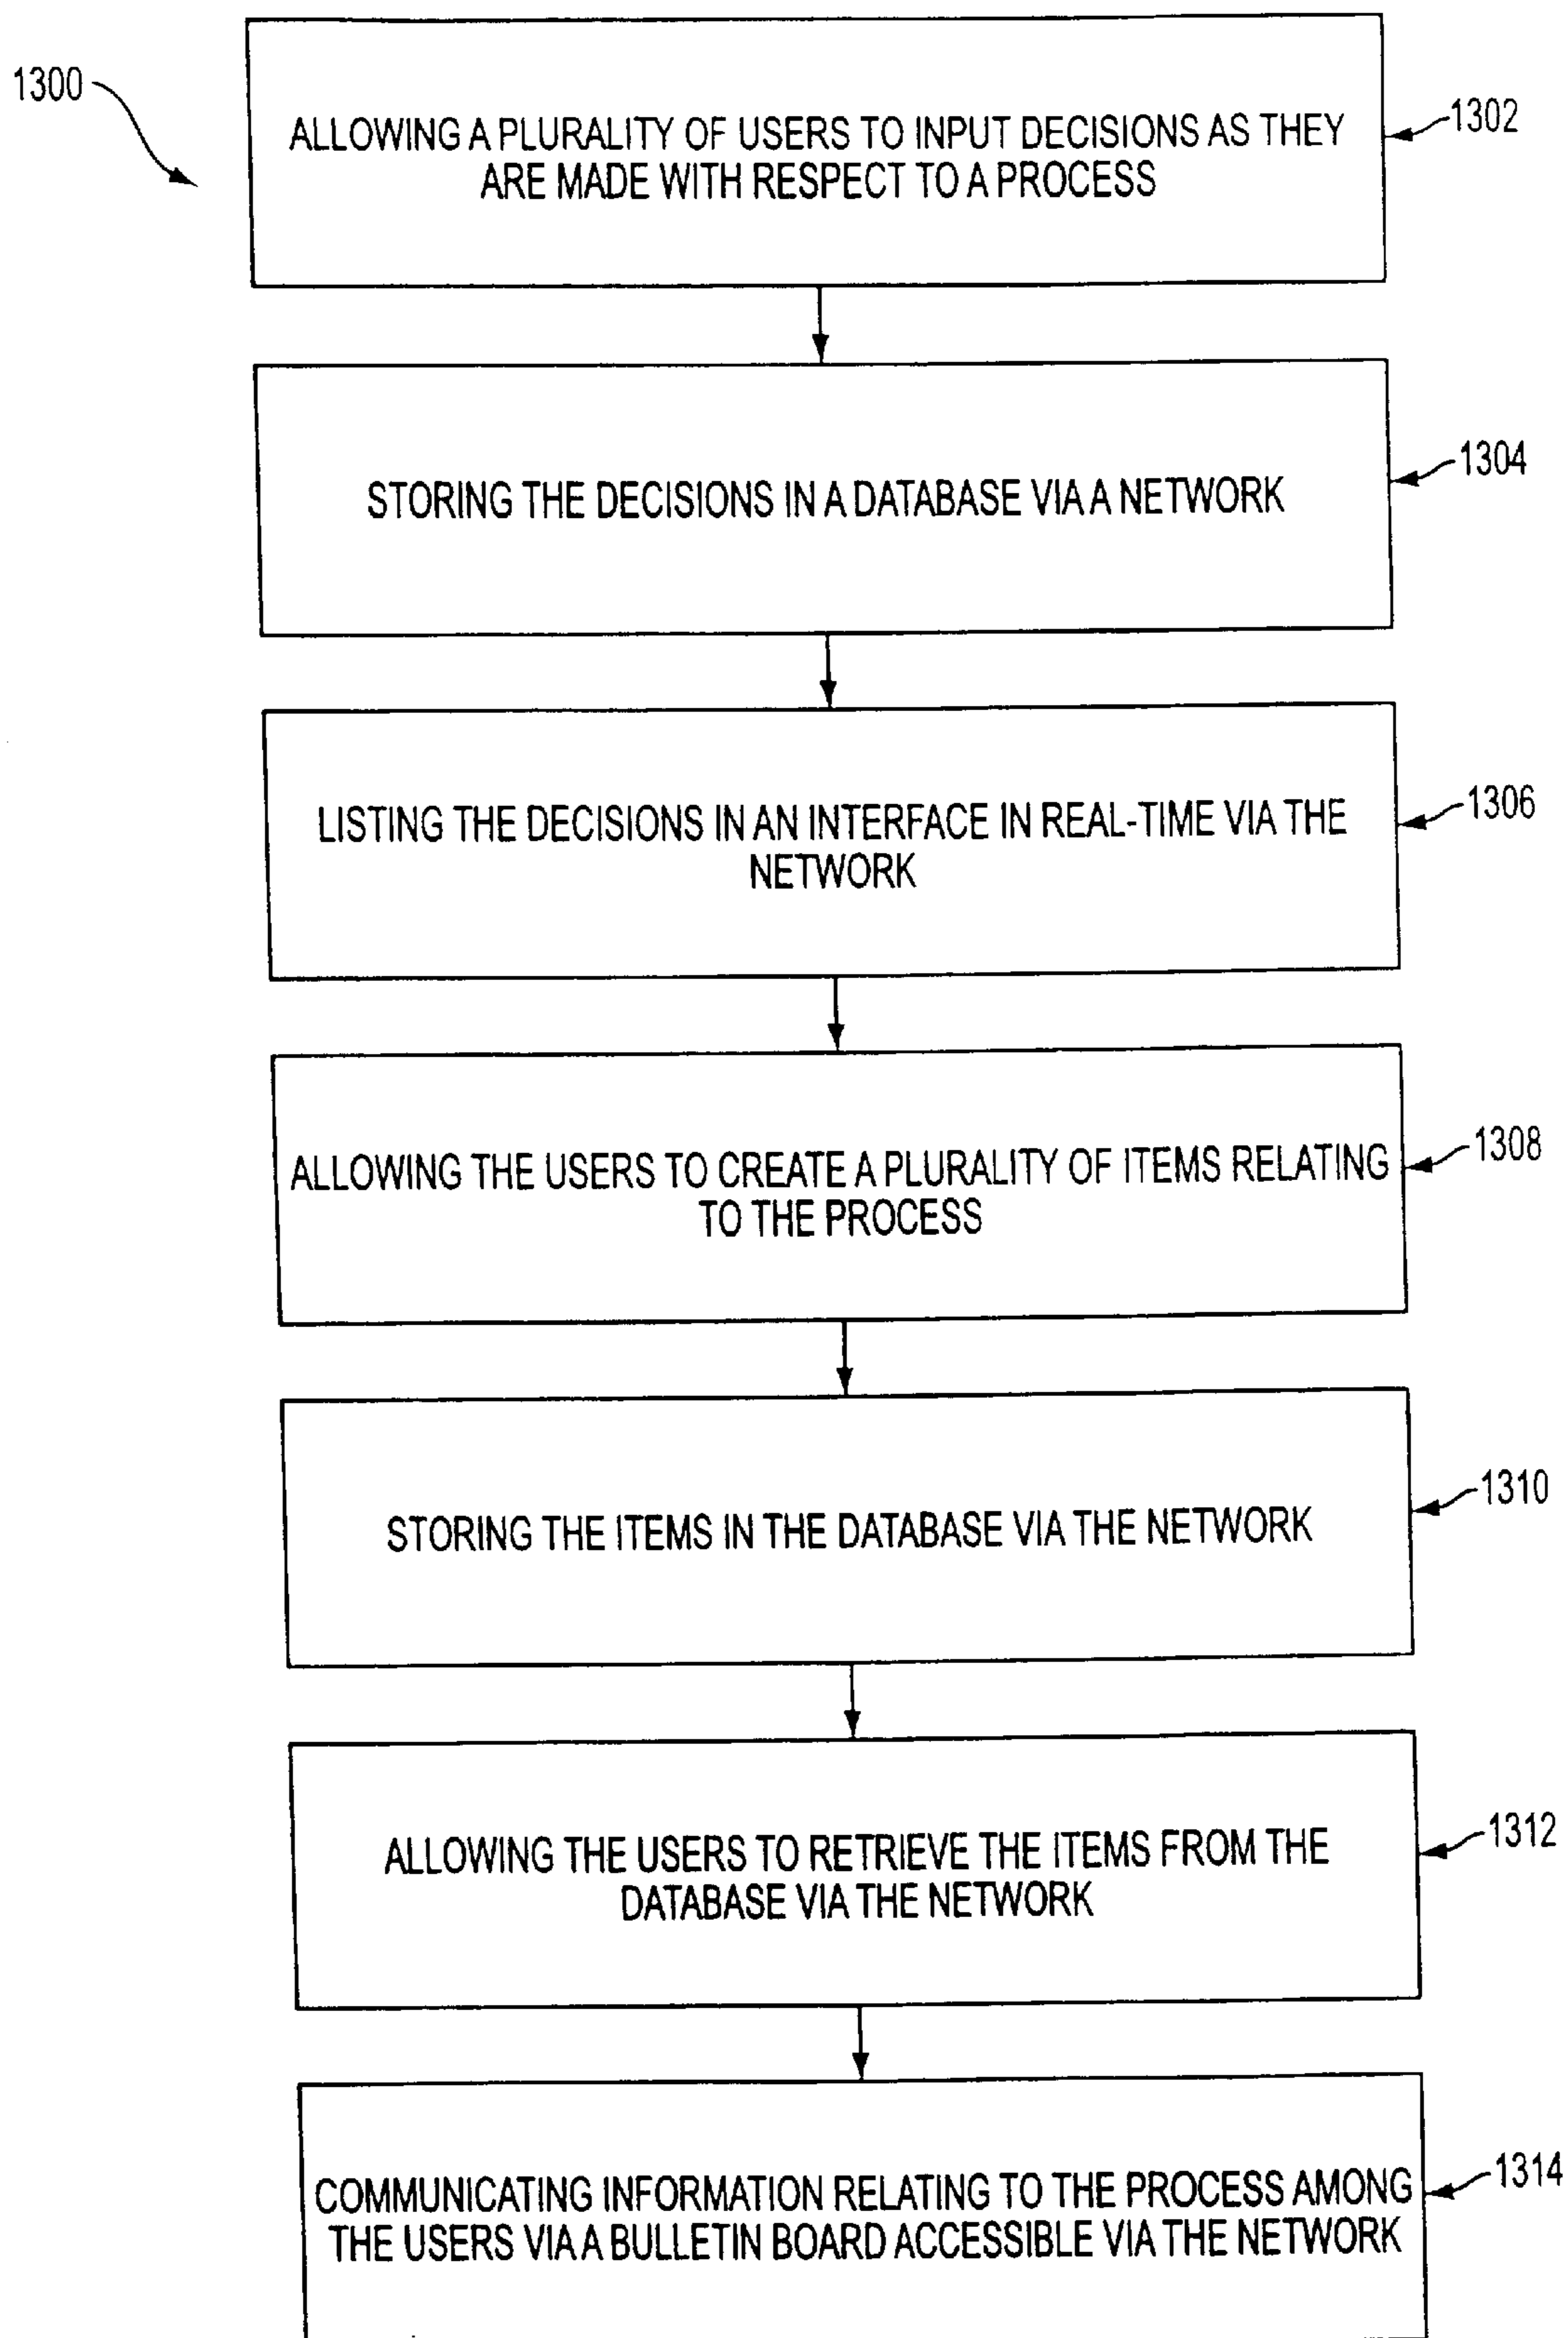 1300
1302
ALLOWING A PLURALITY OF USERS TO INPUT DECISIONS AS THEY
ARE MADE WITH RESPECT TO A PROCESS
1304
STORING THE DECISIONS IN A DATABASE VIA A NETWORK
1306
LISTING THE DECISIONS IN AN INTERFACE IN REAL-TIME VIA THE
NETWORK
1308
ALLOWING THE USERS TO CREATE A PLURALITY OF ITEMS RELATING
TO THE PROCESS
1310
STORING THE ITEMS IN THE DATABASE VIA THE NETWORK
1312
ALLOWING THE USERS TO RETRIEVE THE ITEMS FROM THE
DATABASE VIA THE NETWORK
1314
COMMUNICATING INFORMATION RELATING TO THE PROCESS AMONG
THE USERS VIA A BULLETIN BOARD ACCESSIBLE VIA THE NETWORK